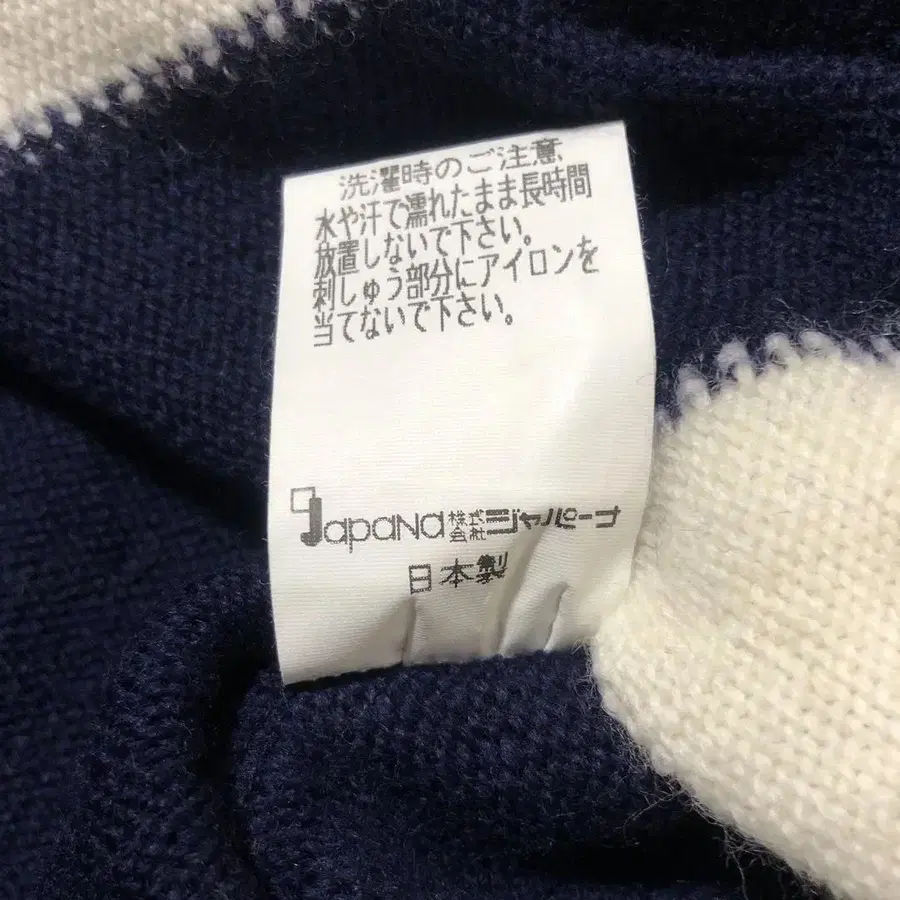 洗濯時のご注意
水や汗で濡れたまま長時間
放置しないで下さい。
刺しゅう部分にアイロンを
当てないで下さい。
Japana 株式会社ジャパーナ
日本製